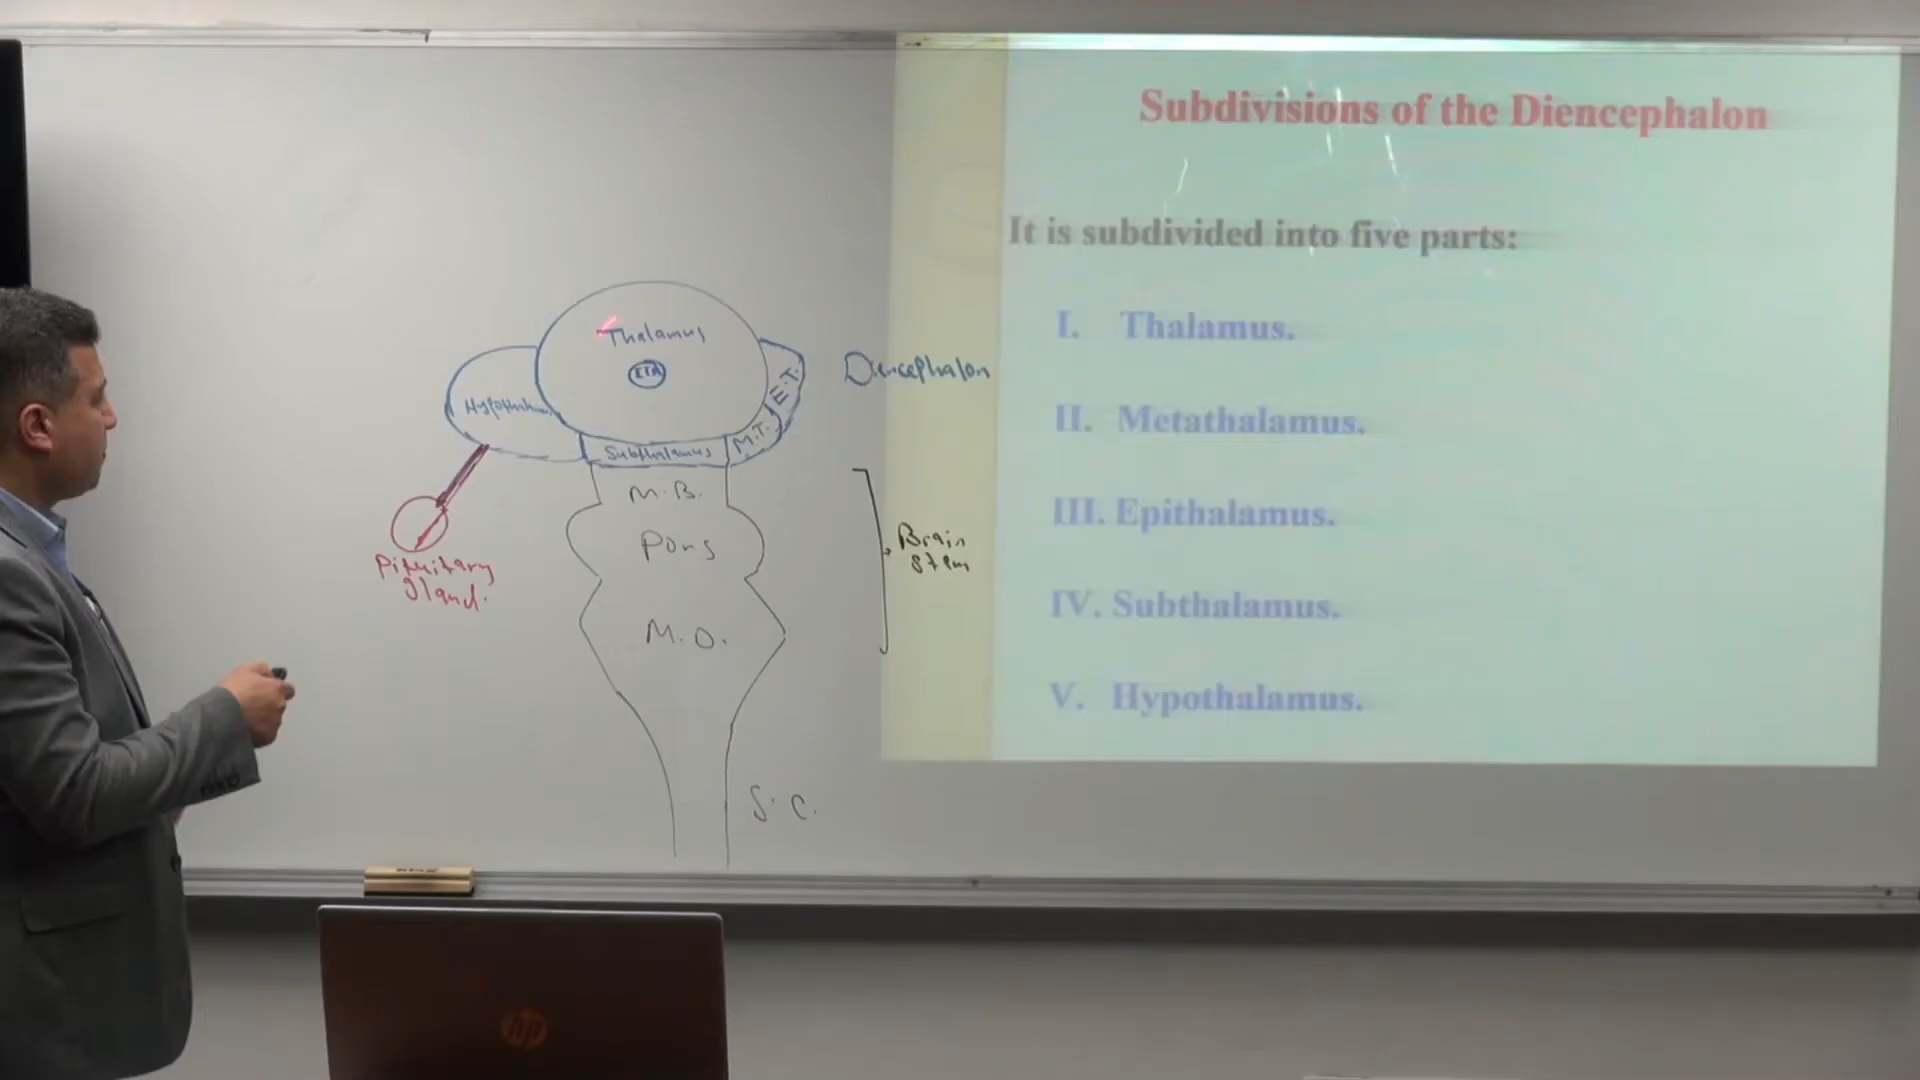 Subdivisions of the Diencephalon
It is subdivided into five parts:
I. Thalamus.
II. Metathalamus.
III. Epithalamus.
IV. Subthalamus.
V. Hypothalamus.
Thalamus
ITA
Diencephalon
E.T.
M.T.
Subthalamus
M.B.
Pons
Brain
stem
Pituitary
gland.
M.O.
S.C.
hp